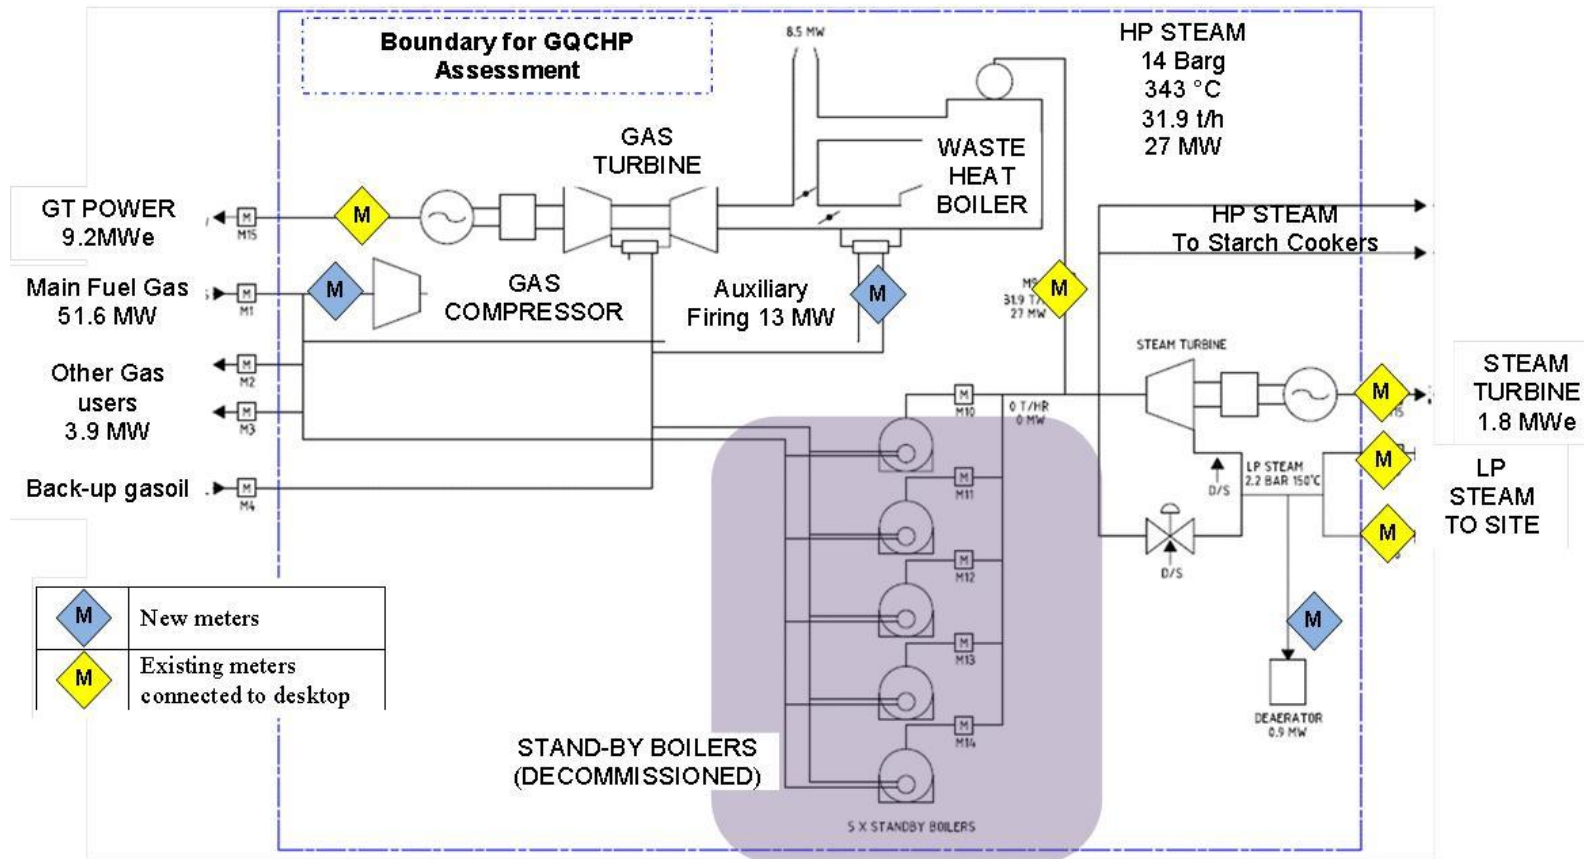 Boundary for GQCHP
Assessment
8.5 MW
HP STEAM
14 Barg
343 °C
31.9 t/h
27 MW
GAS
TURBINE
WASTE
HEAT
BOILER
GT POWER
9.2MWe
M
M15
M
HP STEAM
To Starch Cookers
Main Fuel Gas
51.6 MW
M
M1
M
GAS
COMPRESSOR
Auxiliary
Firing 13 MW
M
M
31.9 T/
27 MW
Other Gas
users
3.9 MW
M
M2
M
M3
STEAM TURBINE
M
STEAM
TURBINE
1.8 MWe
M
M10
0 T/HR
0 MW
Back-up gasoil
M
M4
M
M11
LP STEAM
2.2 BAR 150°C
D/S
M
M
LP
STEAM
TO SITE
D/S
M
M12
M
New meters
M
Existing meters
connected to desktop
M
M13
M
DEAERATOR
0.9 MW
M
M14
STAND-BY BOILERS
(DECOMMISSIONED)
5 X STANDBY BOILERS